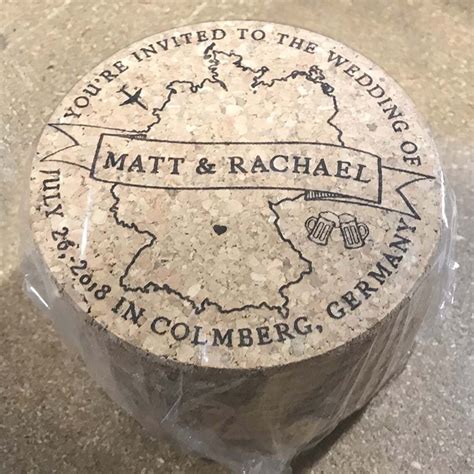 YOU'RE INVITED TO THE WEDDING OF
MATT & RACHAEL
JULY 26, 2018 IN COLMBERG, GERMANY